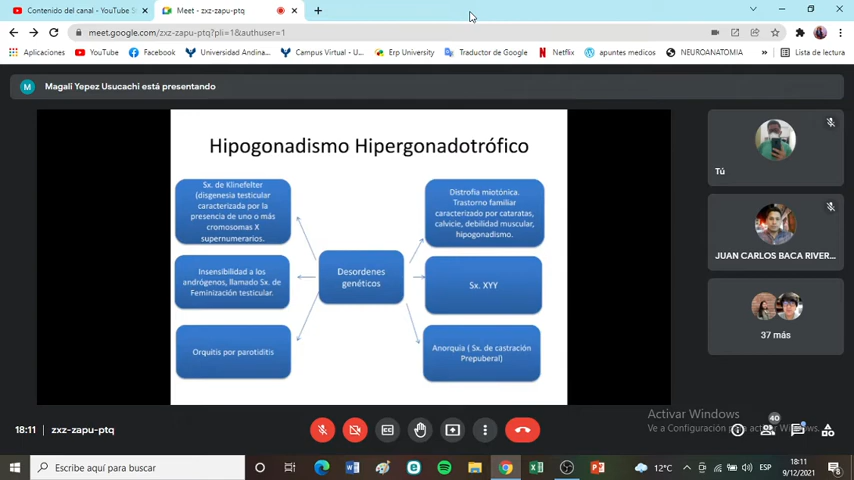 Contenido del canal - YouTube S
Meet - zxz-zapu-ptq
meet.google.com/zxz-zapu-ptq?pli=1&authuser=1
Aplicaciones
YouTube
Facebook
Universidad Andina...
Campus Virtual - U...
Erp University
Traductor de Google
Netflix
apuntes medicos
NEUROANATOMIA
Lista de lectura
M
Magali Yepez Usucachi está presentando
Hipogonadismo Hipergonadotrófico
Sx. de Klinefelter
(disgenesia testicular
caracterizada por la
presencia de uno o más
cromosomas X
supernumerarios.
Insensibilidad a los
andrógenos, llamado Sx. de
Feminización testicular.
Orquitis por parotiditis
Desordenes
genéticos
Distrofia miotónica.
Trastorno familiar
caracterizado por cataratas,
calvicie, debilidad muscular,
hipogonadismo.
Sx. XYY
Anorquia ( Sx. de castración
Prepuberal)
Tú
JUAN CARLOS BACA RIVER...
37 más
18:11
zxz-zapu-ptq
40
Activar Windows
Ve a Configuración para activar Windows.
Escribe aquí para buscar
12°C
ESP
18:11
9/12/2021